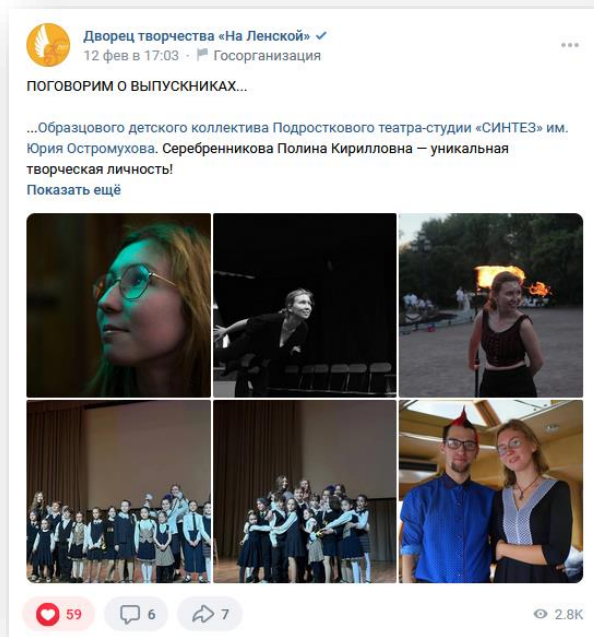 Дворец творчества «На Ленской»
12 фев в 17:03 · Госорганизация
ПОГОВОРИМ О ВЫПУСКНИКАХ...
...Образцового детского коллектива Подросткового театра-студии «СИНТЕЗ» им.
Юрия Остромухова. Серебренникова Полина Кирилловна — уникальная
творческая личность!
Показать ещё
59 6 7 2.8K